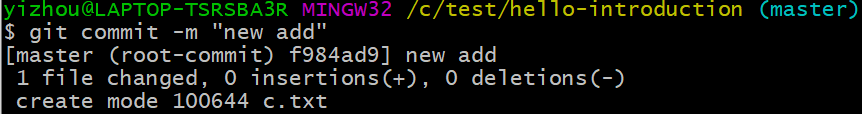 yizhou@LAPTOP-TSRSBA3R MINGW32 /c/test/hello-introduction (master)
$ git commit -m "new add"
[master (root-commit) f984ad9] new add
 1 file changed, 0 insertions(+), 0 deletions(-)
 create mode 100644 c.txt